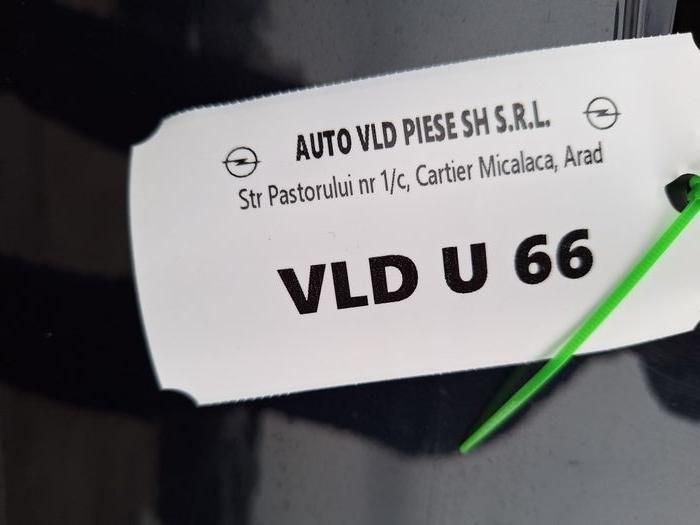 AUTO VLD PIESE SH S.R.L.
Str Pastorului nr 1/c, Cartier Micalaca, Arad
VLD U 66